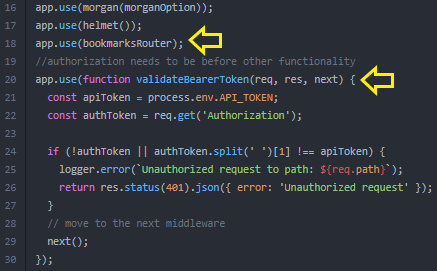 16 app.use(morgan(morganOption));
17 app.use(helmet());
18 app.use(bookmarksRouter);
19 //authorization needs to be before other functionality
20 app.use(function validateBearerToken(req, res, next) {
21   const apiToken = process.env.API_TOKEN;
22   const authToken = req.get('Authorization');
23
24   if (!authToken || authToken.split(' ')[1] !== apiToken) {
25     logger.error(`Unauthorized request to path: ${req.path}`);
26     return res.status(401).json({ error: 'Unauthorized request' });
27   }
28   // move to the next middleware
29   next();
30 });